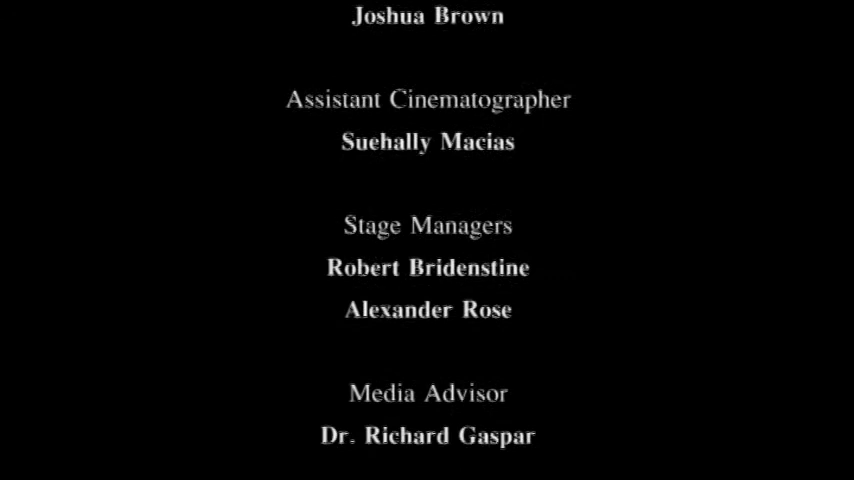 Joshua Brown
Assistant Cinematographer
Suehally Macias
Stage Managers
Robert Bridenstine
Alexander Rose
Media Advisor
Dr. Richard Gaspar